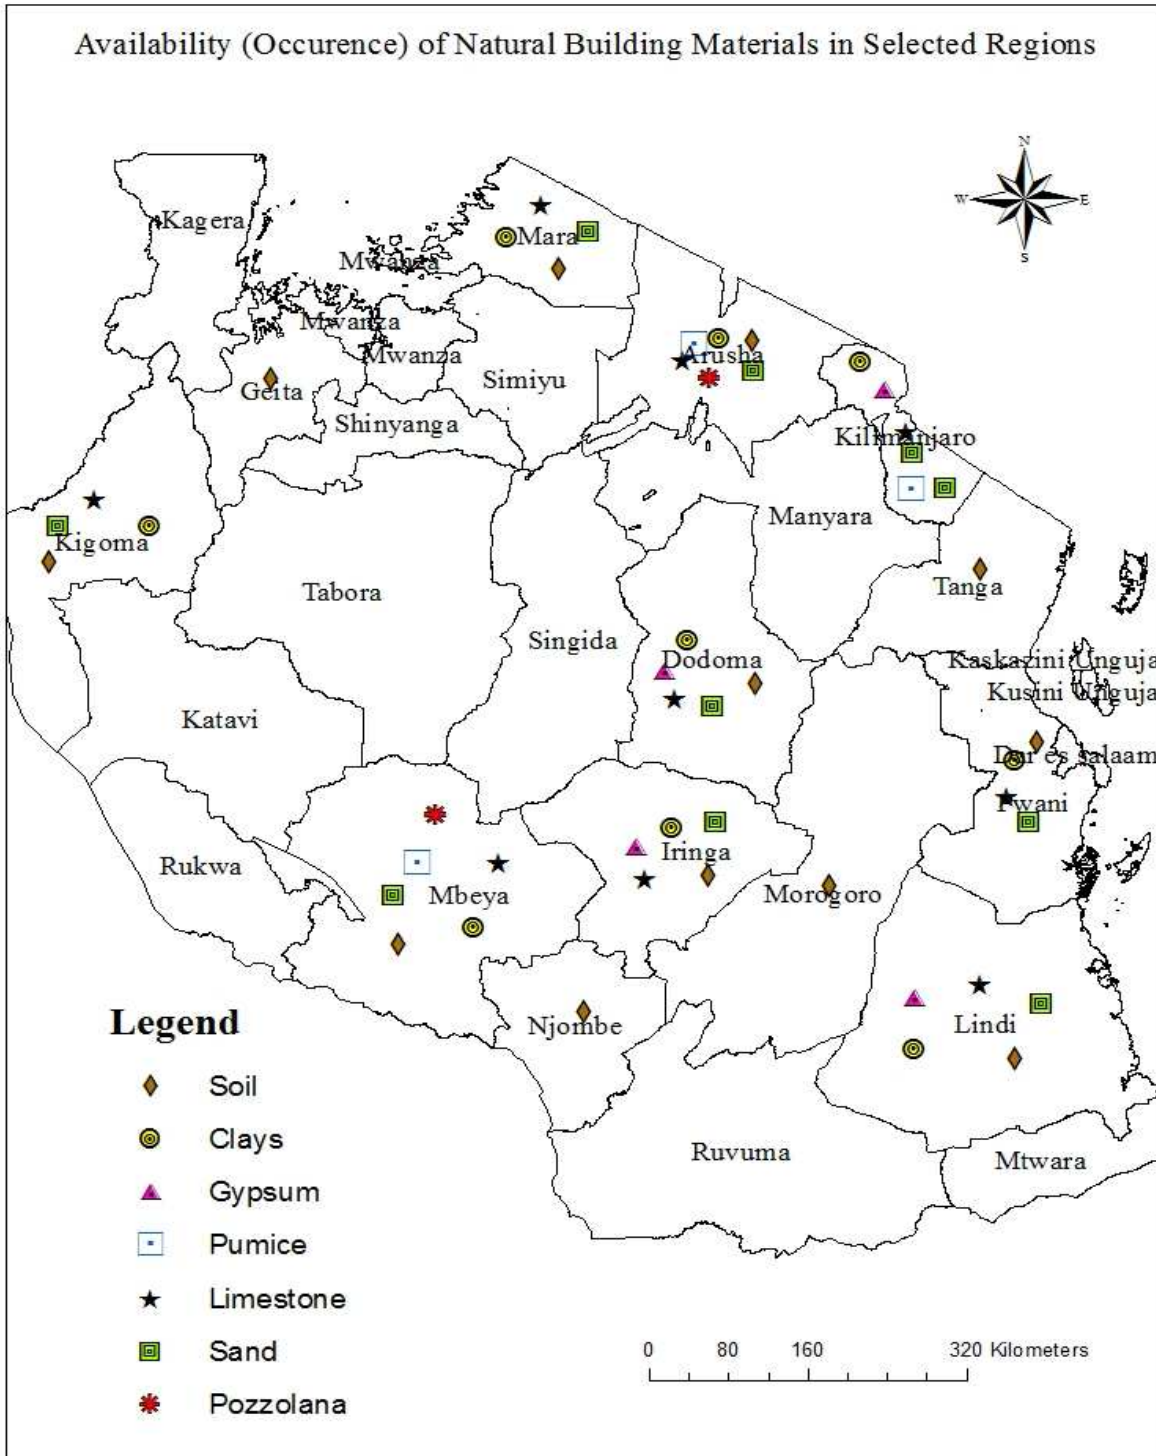 Availability (Occurence) of Natural Building Materials in Selected Regions
N
W
E
S
Kagera
Mara
Mwanza
Mwanza
Mwanza
Arusha
Simiyu
Geita
Shinyanga
Kilimanjaro
Kigoma
Manyara
Tabora
Tanga
Singida
Dodoma
Kaskazini Unguja
Kusini Unguja
Katavi
Dar es salaam
Pwani
Iringa
Rukwa
Mbeya
Morogoro
Njombe
Lindi
Ruvuma
Mtwara
Legend
Soil
Clays
Gypsum
Pumice
Limestone
Sand
Pozzolana
0 80 160 320 Kilometers